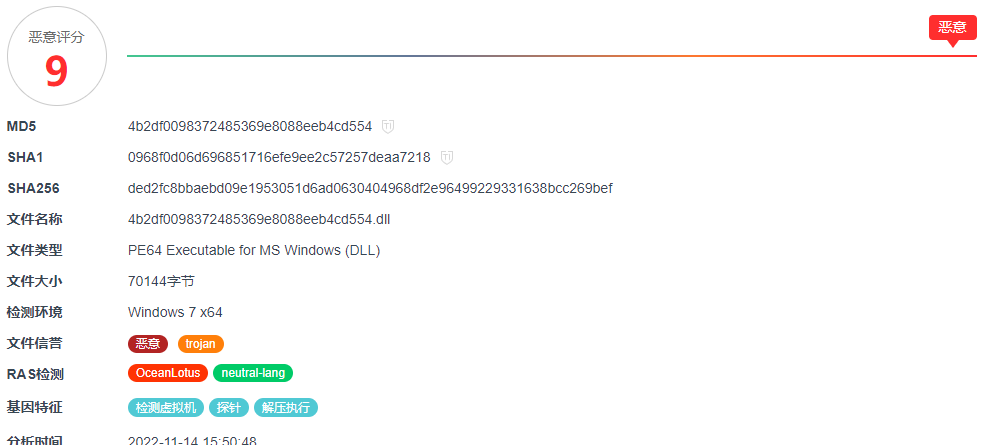 恶意评分
9
恶意
MD5 4b2df0098372485369e8088eeb4cd554
SHA1 0968f0d06d696851716efe9ee2c57257deaa7218
SHA256 ded2fc8bbaebd09e1953051d6ad0630404968df2e96499229331638bcc269bef
文件名称 4b2df0098372485369e8088eeb4cd554.dll
文件类型 PE64 Executable for MS Windows (DLL)
文件大小 70144字节
检测环境 Windows 7 x64
文件信誉 恶意 trojan
RAS检测 OceanLotus neutral-lang
基因特征 检测虚拟机 探针 解压执行
分析时间 2022-11-14 15:50:48